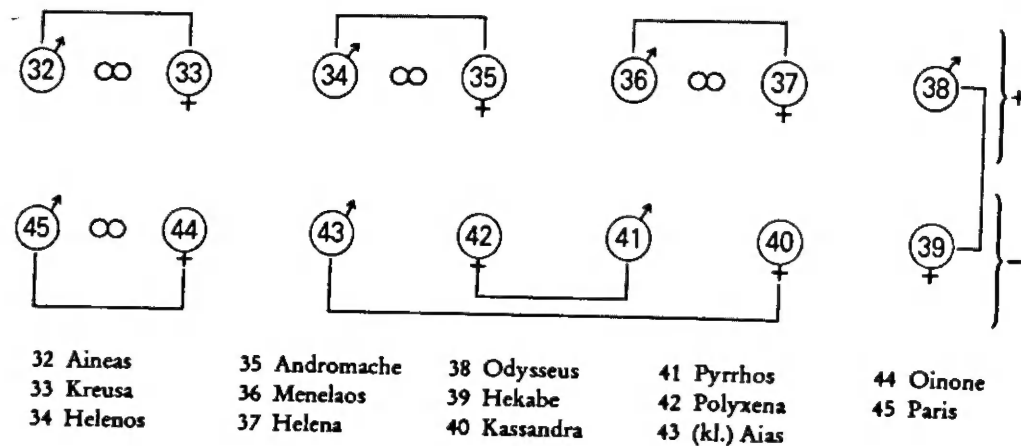 32 ∞ 33 34 ∞ 35 36 ∞ 37 38 +
45 ∞ 44 43 42 41 40 39 −
32 Aineas 35 Andromache 38 Odysseus 41 Pyrrhos 44 Oinone
33 Kreusa 36 Menelaos 39 Hekabe 42 Polyxena 45 Paris
34 Helenos 37 Helena 40 Kassandra 43 (kl.) Aias